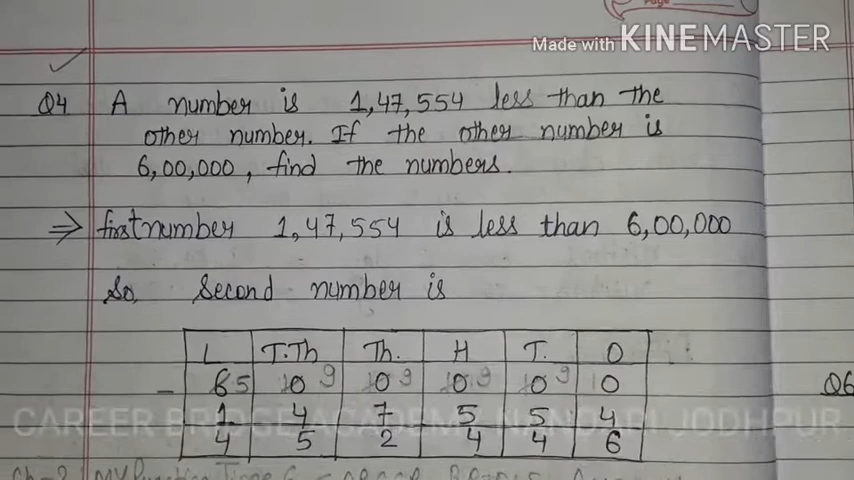 Page
Made with KINEMASTER
Q4 A number is 1,47,554 less than the
other number. If the other number is
6,00,000, find the numbers.
⇒ first number 1,47,554 is less than 6,00,000
So, Second number is
L T.Th Th. H T. O
- 6 5 10 9 10 9 10 9 10 9 10
Q6
1 4 7 5 5 4
CAREER BRIDGE ACADEMY NANDARI JODHPUR
4 5 2 4 4 6